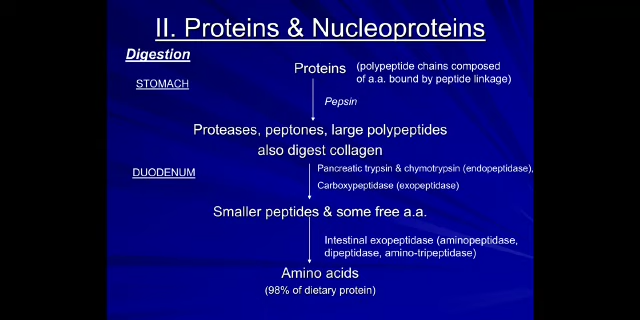 II. Proteins & Nucleoproteins
Digestion
Proteins
(polypeptide chains composed
of a.a. bound by peptide linkage)
STOMACH
Pepsin
Proteases, peptones, large polypeptides
also digest collagen
DUODENUM
Pancreatic trypsin & chymotrypsin (endopeptidase),
Carboxypeptidase (exopeptidase)
Smaller peptides & some free a.a.
Intestinal exopeptidase (aminopeptidase,
dipeptidase, amino-tripeptidase)
Amino acids
(98% of dietary protein)